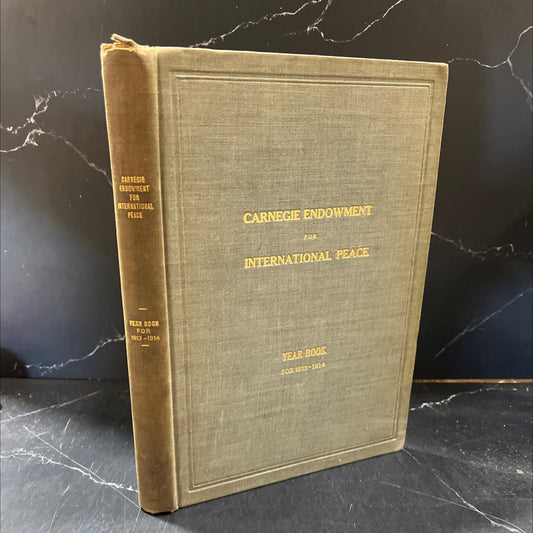 CARNEGIE
ENDOWMENT
FOR
INTERNATIONAL
PEACE
YEAR BOOK
FOR
1913-1914
CARNEGIE ENDOWMENT
FOR
INTERNATIONAL PEACE
YEAR BOOK
FOR 1913-1914